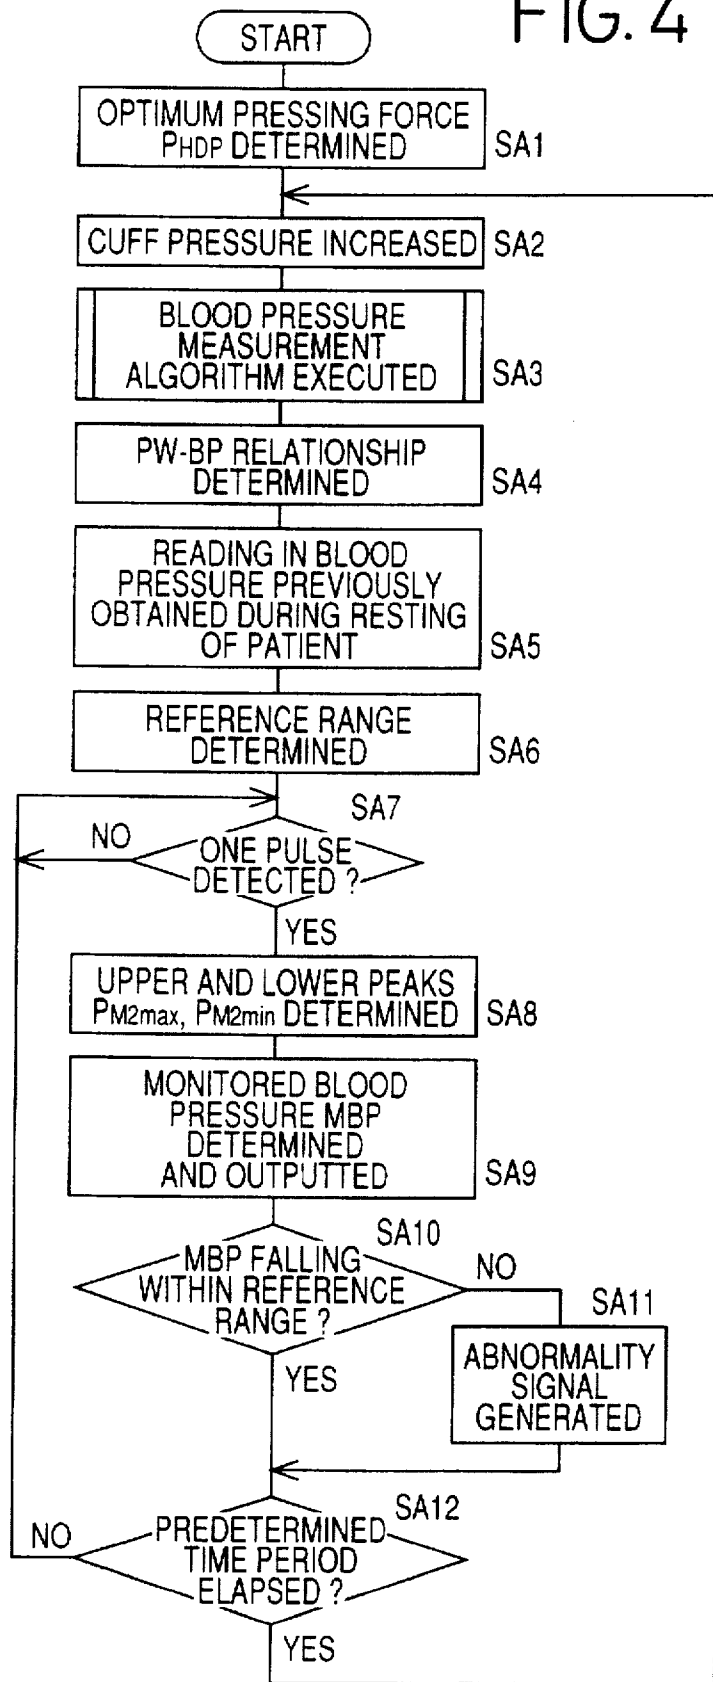 FIG. 4
START
OPTIMUM PRESSING FORCE
PHDP DETERMINED
SA1
CUFF PRESSURE INCREASED
SA2
BLOOD PRESSURE
MEASUREMENT
ALGORITHM EXECUTED
SA3
PW-BP RELATIONSHIP
DETERMINED
SA4
READING IN BLOOD
PRESSURE PREVIOUSLY
OBTAINED DURING RESTING
OF PATIENT
SA5
REFERENCE RANGE
DETERMINED
SA6
SA7
NO
ONE PULSE
DETECTED ?
YES
UPPER AND LOWER PEAKS
PM2max, PM2min DETERMINED
SA8
MONITORED BLOOD
PRESSURE MBP
DETERMINED
AND OUTPUTTED
SA9
SA10
MBP FALLING
WITHIN REFERENCE
RANGE ?
NO
YES
SA11
ABNORMALITY
SIGNAL
GENERATED
SA12
NO
PREDETERMINED
TIME PERIOD
ELAPSED ?
YES